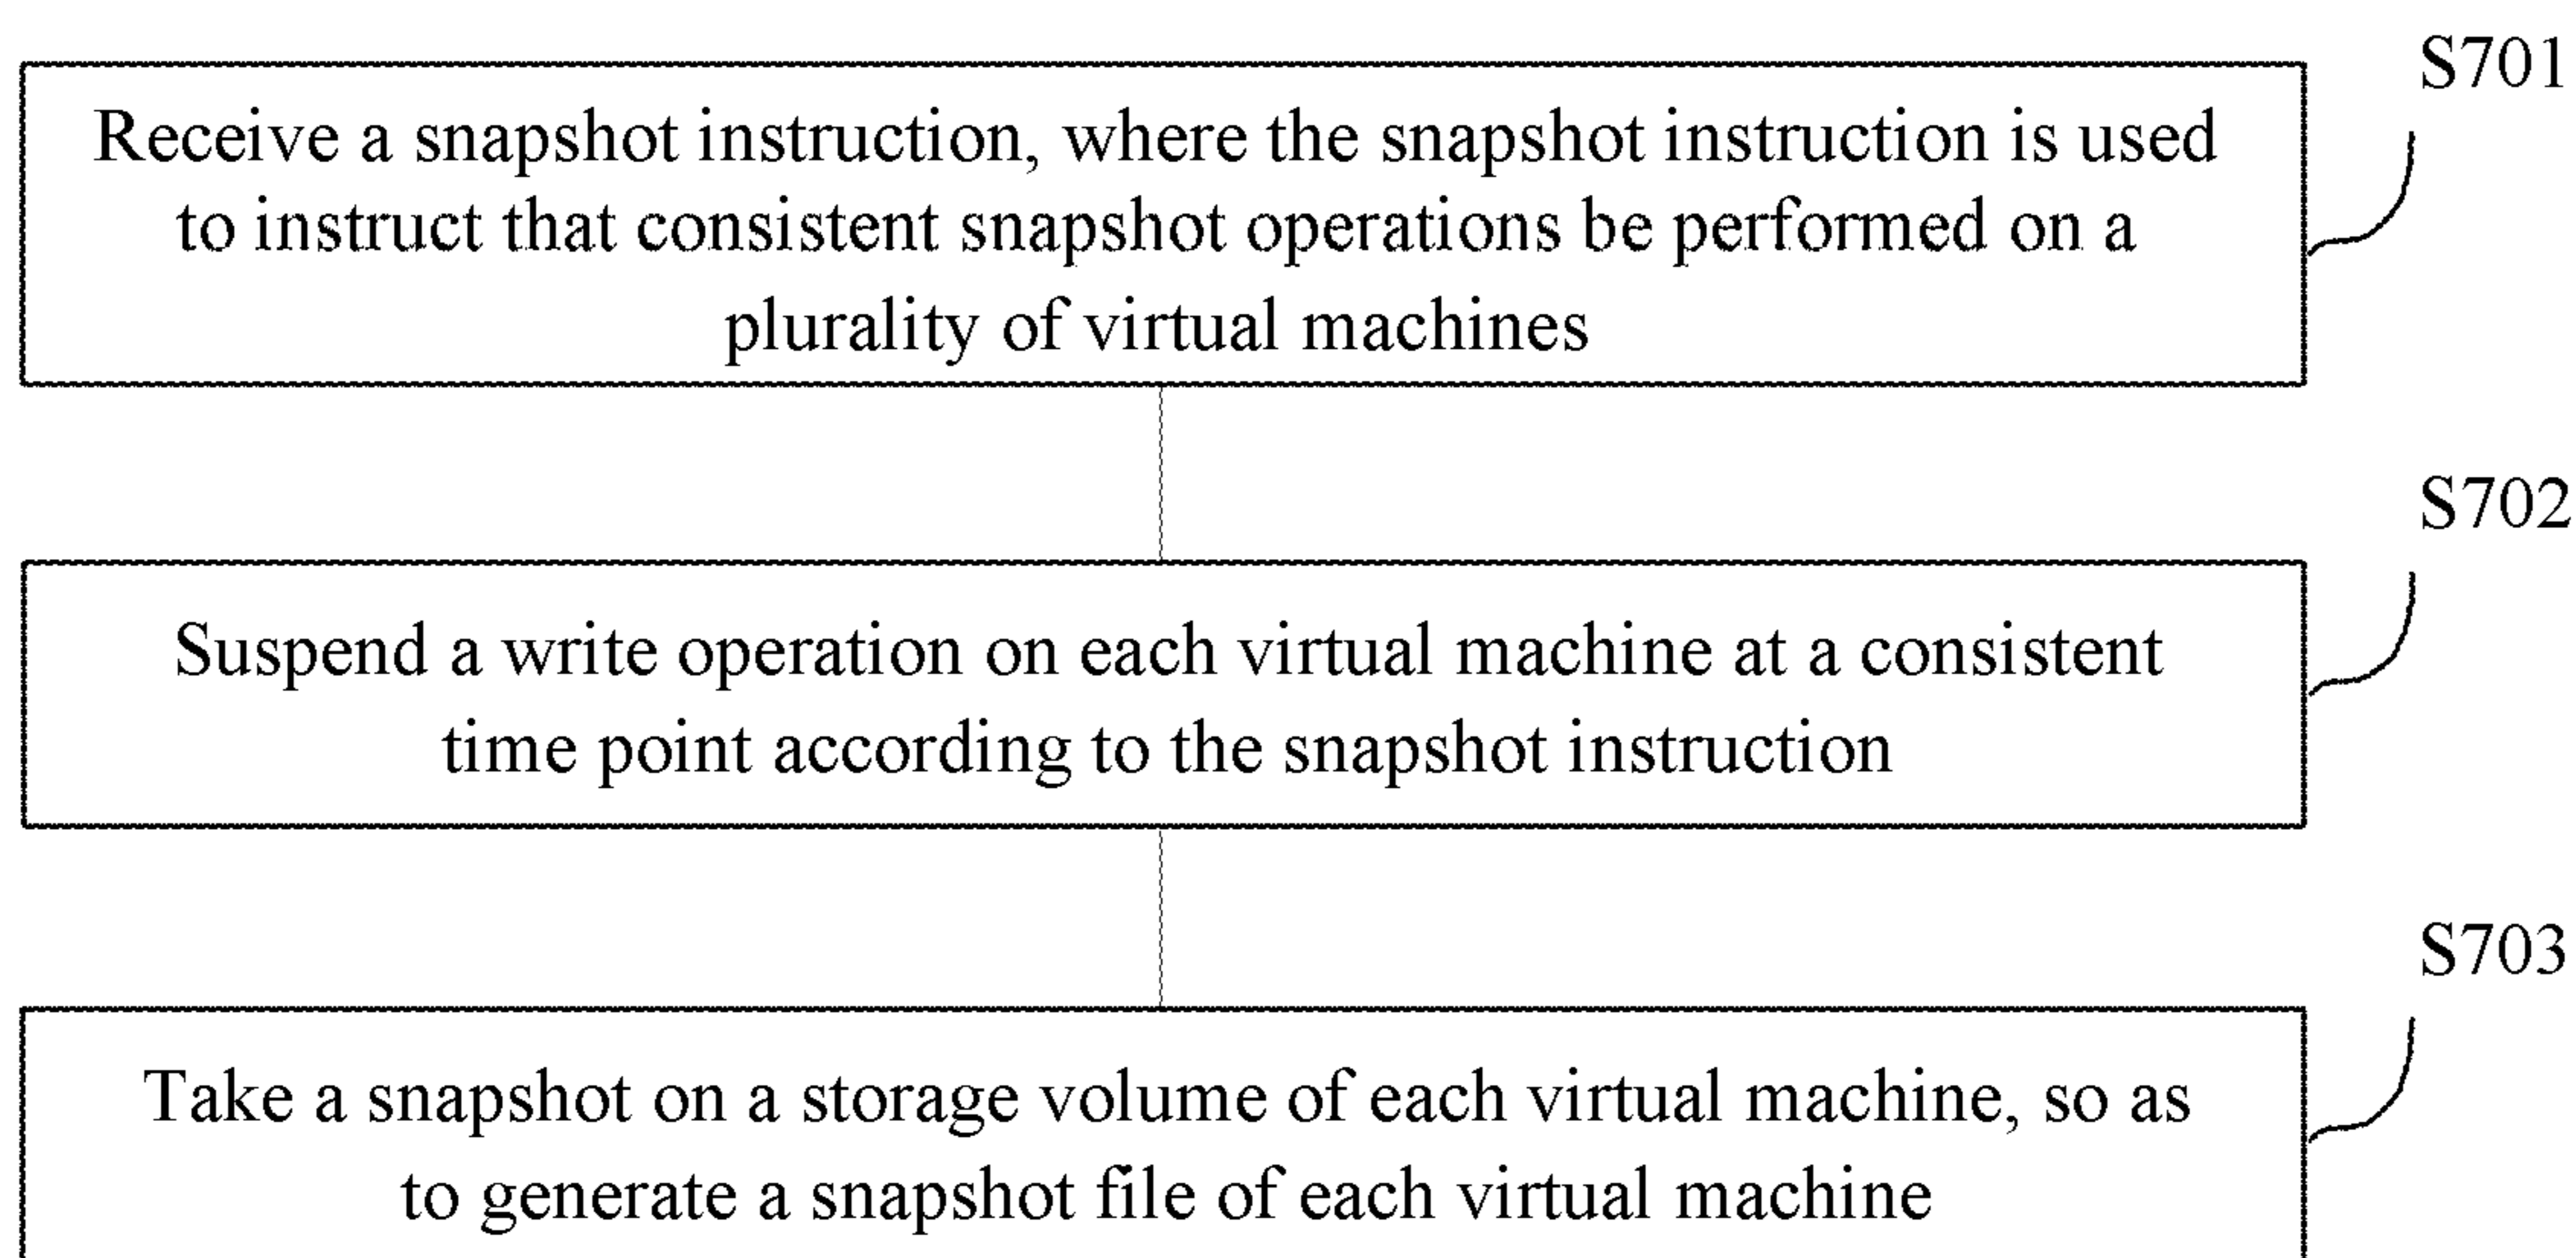 S701
Receive a snapshot instruction, where the snapshot instruction is used
to instruct that consistent snapshot operations be performed on a
plurality of virtual machines
S702
Suspend a write operation on each virtual machine at a consistent
time point according to the snapshot instruction
S703
Take a snapshot on a storage volume of each virtual machine, so as
to generate a snapshot file of each virtual machine